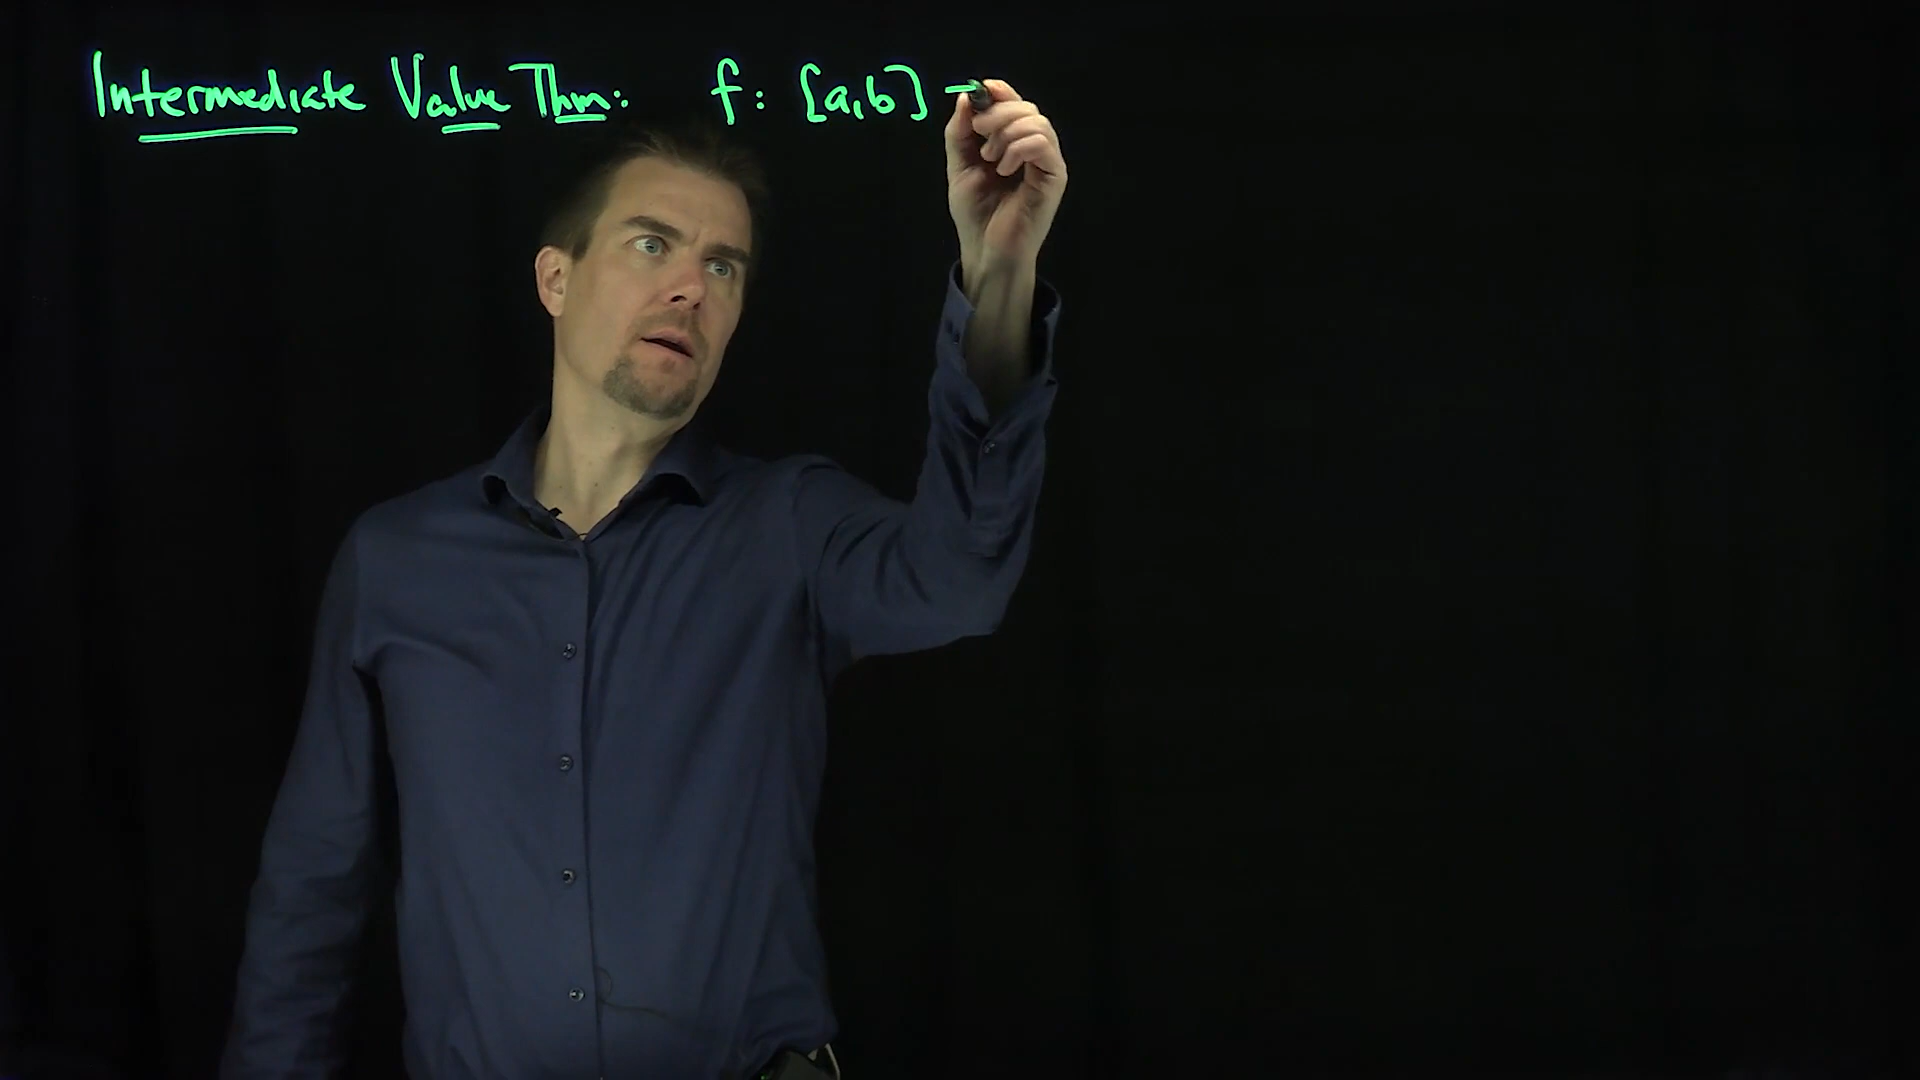 Intermediate Value Thm: f: [a,b] →